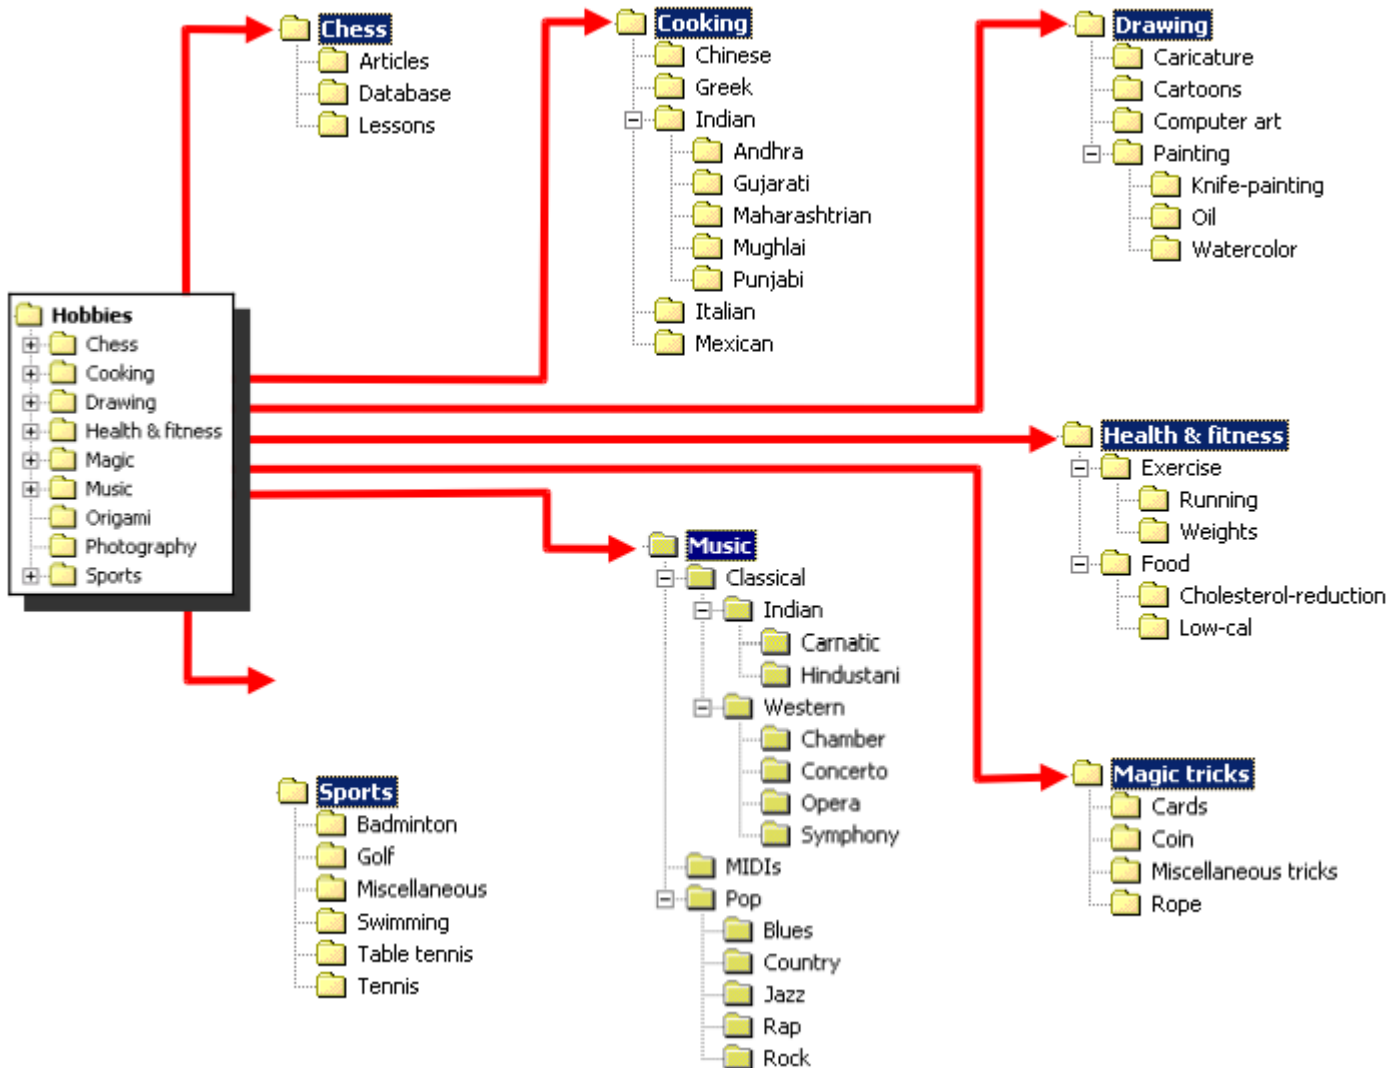 Chess
Articles
Database
Lessons
Cooking
Chinese
Greek
Indian
Andhra
Gujarati
Maharashtrian
Mughlai
Punjabi
Italian
Mexican
Drawing
Caricature
Cartoons
Computer art
Painting
Knife-painting
Oil
Watercolor
Hobbies
Chess
Cooking
Drawing
Health & fitness
Magic
Music
Origami
Photography
Sports
Health & fitness
Exercise
Running
Weights
Food
Cholesterol-reduction
Low-cal
Music
Classical
Indian
Carnatic
Hindustani
Western
Chamber
Concerto
Opera
Symphony
MIDIs
Pop
Blues
Country
Jazz
Rap
Rock
Magic tricks
Cards
Coin
Miscellaneous tricks
Rope
Sports
Badminton
Golf
Miscellaneous
Swimming
Table tennis
Tennis